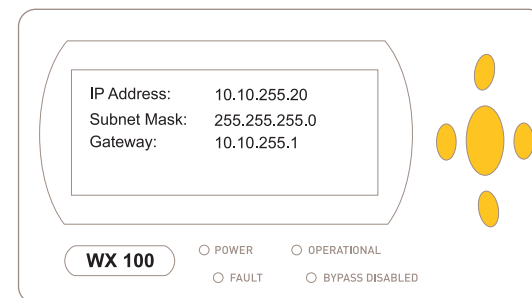 IP Address: 10.10.255.20
Subnet Mask: 255.255.255.0
Gateway: 10.10.255.1
WX 100
POWER OPERATIONAL
FAULT BYPASS DISABLED